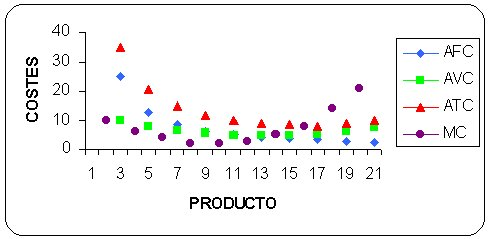 40
30
20
10
0
COSTES
1 3 5 7 9 11 13 15 17 19 21
PRODUCTO
AFC
AVC
ATC
MC